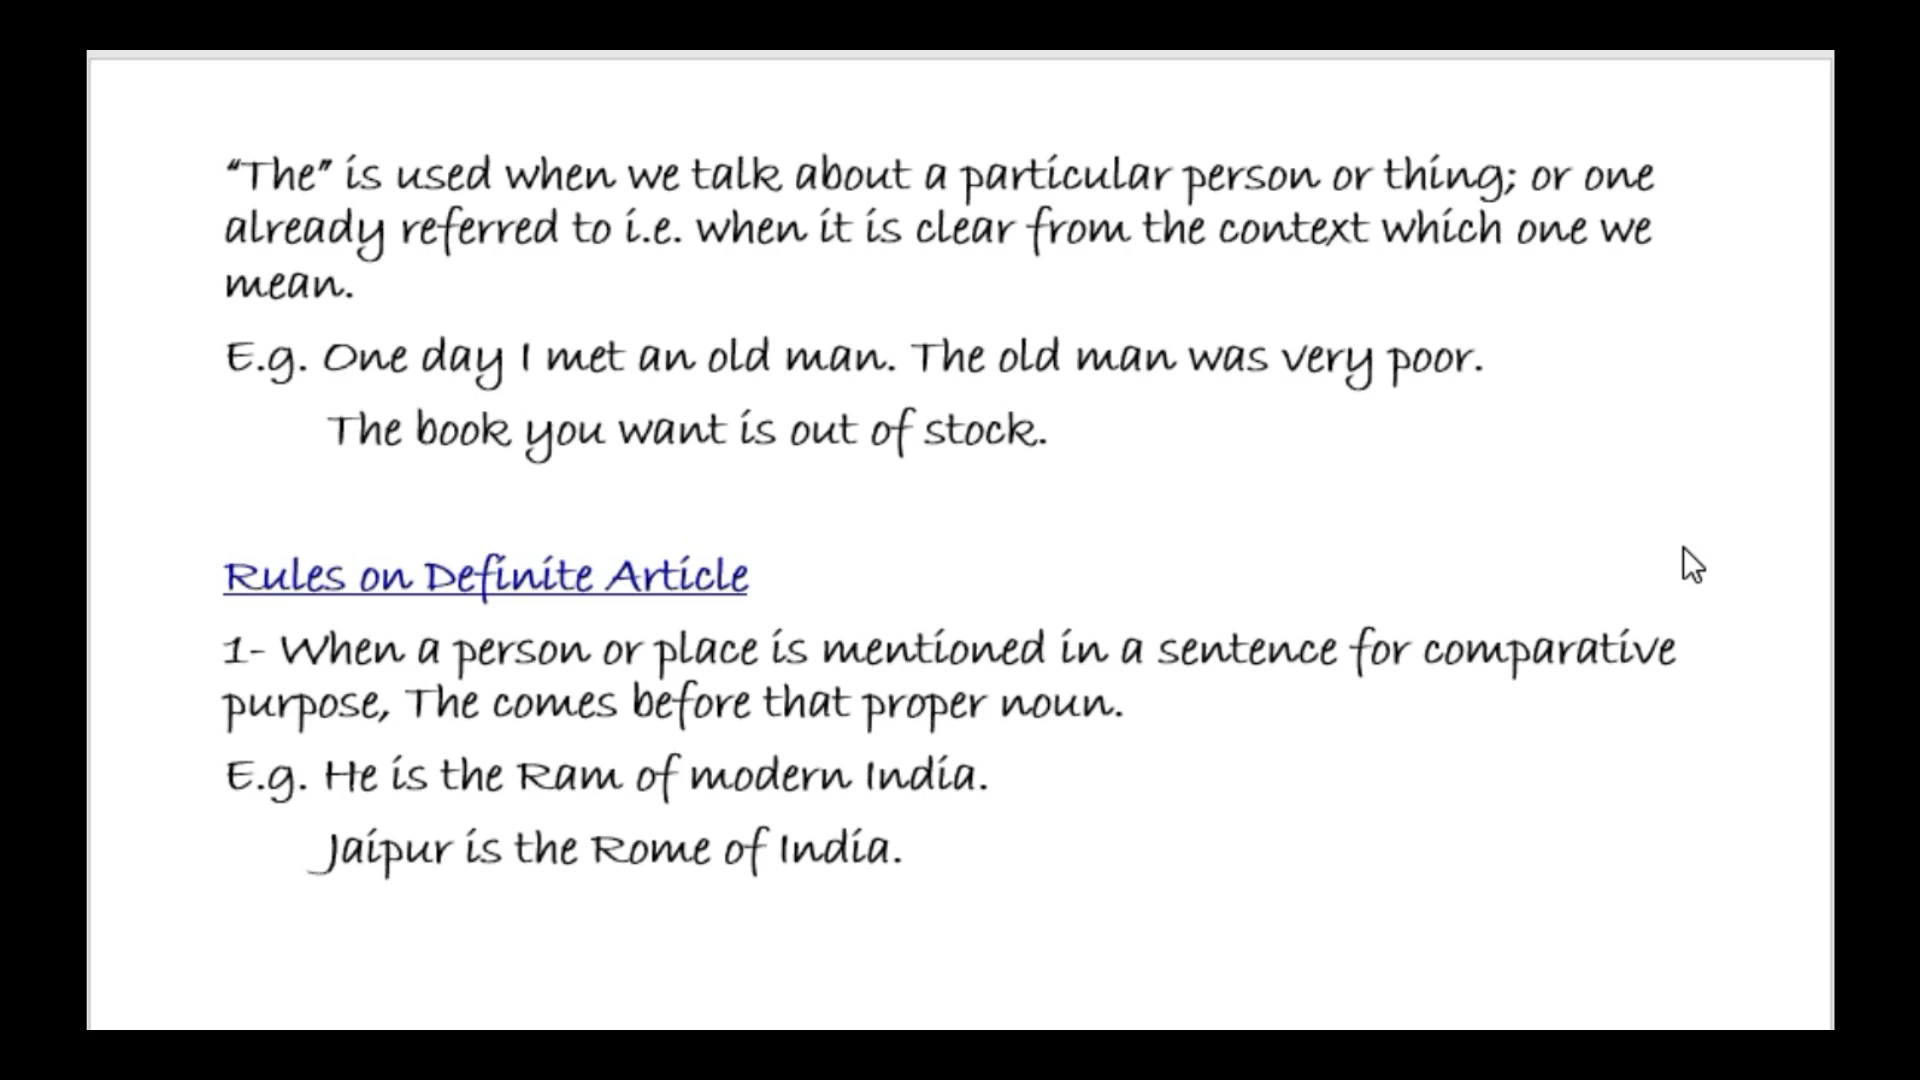 “The” is used when we talk about a particular person or thing; or one
already referred to i.e. when it is clear from the context which one we
mean.
E.g. One day I met an old man. The old man was very poor.
The book you want is out of stock.
Rules on Definite Article
1- When a person or place is mentioned in a sentence for comparative
purpose, The comes before that proper noun.
E.g. He is the Ram of modern India.
Jaipur is the Rome of India.